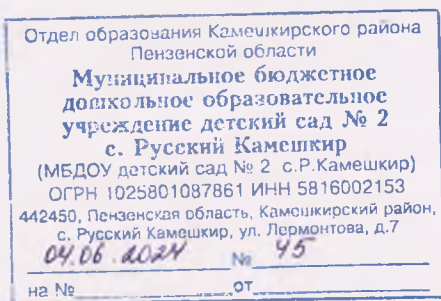 Отдел образования Камешкирского района
Пензенской области
Муниципальное бюджетное
дошкольное образовательное
учреждение детский сад № 2
с. Русский Камешкир
(МБДОУ детский сад № 2 с.Р.Камешкир)
ОГРН 1025801087861 ИНН 5816002153
442450, Пензенская область, Камешкирский район,
с. Русский Камешкир, ул. Лермонтова, д.7
04.06.2024 № 45
на № от